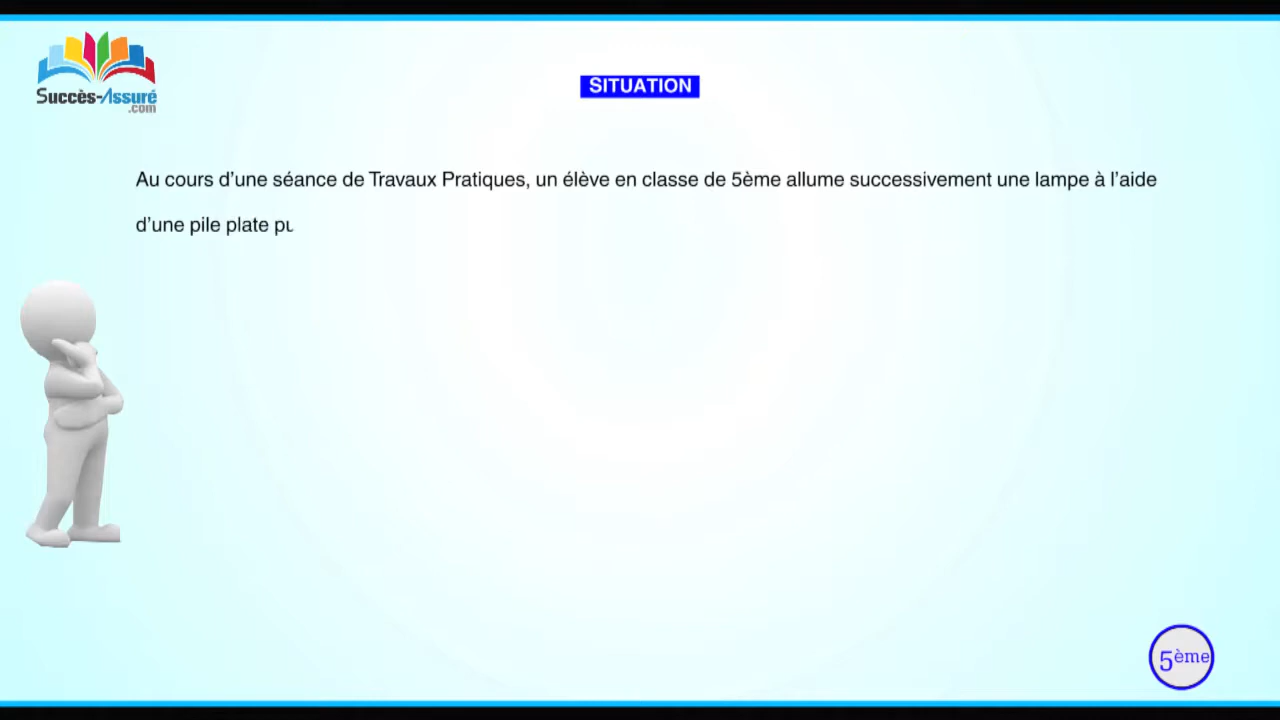 Succès-Assuré
.com
SITUATION
Au cours d’une séance de Travaux Pratiques, un élève en classe de 5ème allume successivement une lampe à l’aide
d’une pile plate
5ème